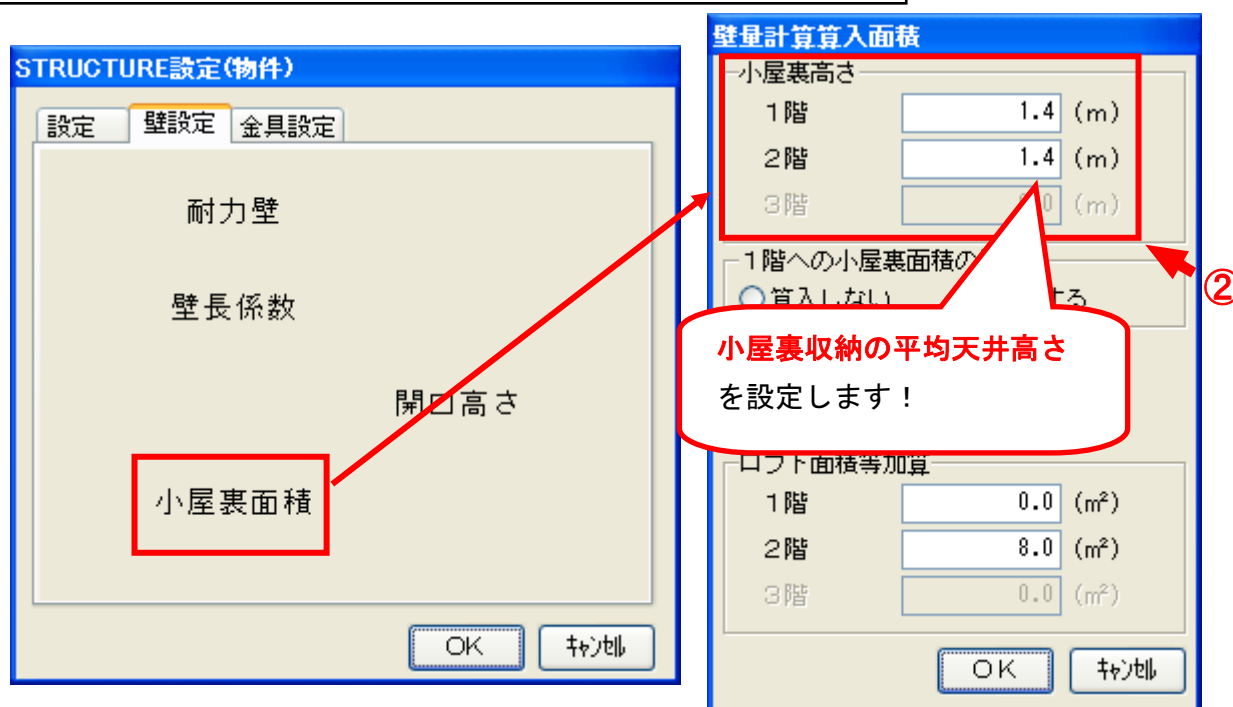 STRUCTURE設定(物件)
設定 壁設定 金具設定
耐力壁
壁長係数
開口高さ
小屋裏面積
OK ｷｬﾝｾﾙ
壁量計算算入面積
小屋裏高さ
1階 1.4 (m)
2階 1.4 (m)
3階 0 (m)
②
1階への小屋裏面積の
算入しない する
小屋裏収納の平均天井高さ
を設定します！
ロフト面積等加算
1階 0.0 (㎡)
2階 8.0 (㎡)
3階 0.0 (㎡)
OK ｷｬﾝｾﾙ